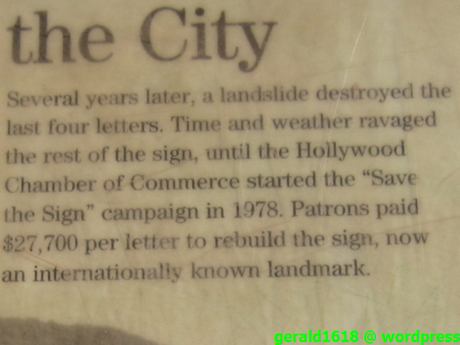 the City
Several years later, a landslide destroyed the
last four letters. Time and weather ravaged
the rest of the sign, until the Hollywood
Chamber of Commerce started the “Save
the Sign” campaign in 1978. Patrons paid
$27,700 per letter to rebuild the sign, now
an internationally known landmark.
gerald1618 @ wordpress